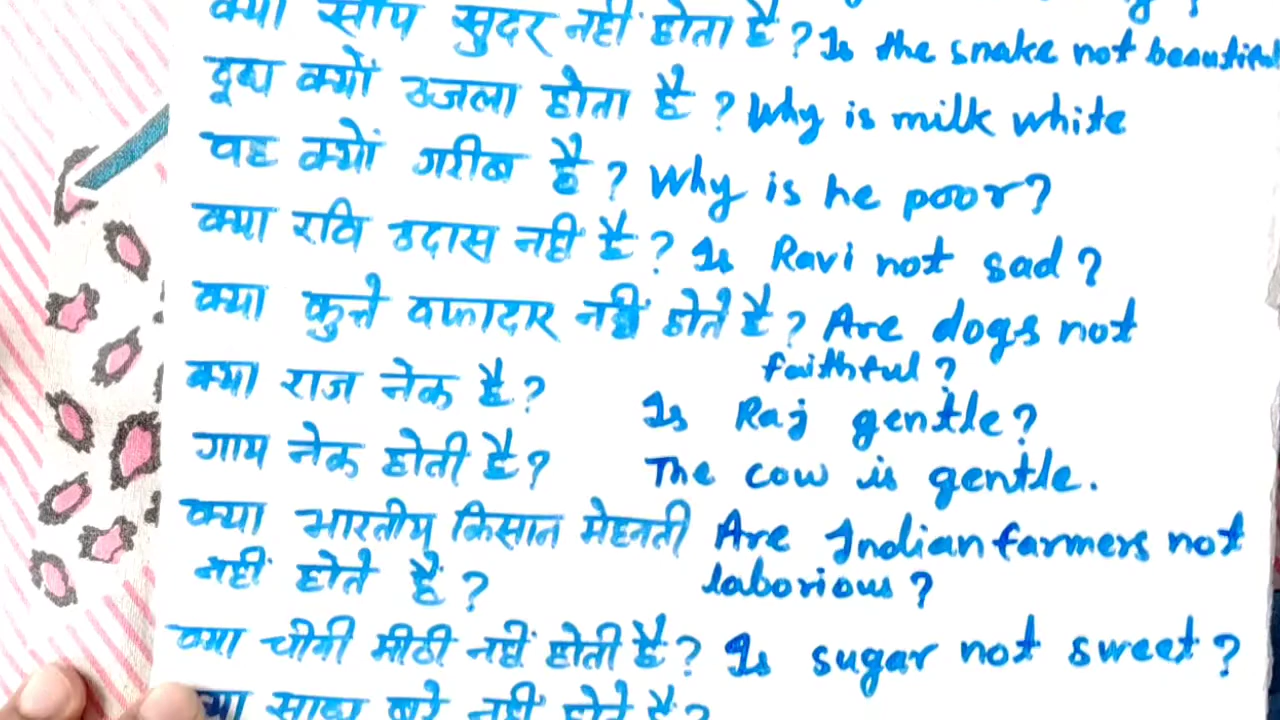 क्या सांप सुंदर नहीं होता है ? Is the snake not beautiful
दूध क्यों उजला होता है ? Why is milk white
वह क्यों गरीब है ? Why is he poor?
क्या रवि उदास नहीं है ? Is Ravi not sad ?
क्या कुत्ते वफादार नहीं होते है ? Are dogs not
faithful ?
क्या राज नेक है ? Is Raj gentle ?
गाय नेक होती है ? The cow is gentle.
क्या भारतीय किसान मेहनती Are Indian farmers not
नहीं होते हैं ? laborious ?
क्या चीनी मीठी नहीं होती है ? Is sugar not sweet ?
क्या नहीं होते है ?